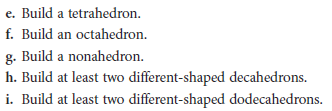 e. Build a tetrahedron.
f. Build an octahedron.
g. Build a nonahedron.
h. Build at least two different-shaped decahedrons.
i. Build at least two different-shaped dodecahedrons.